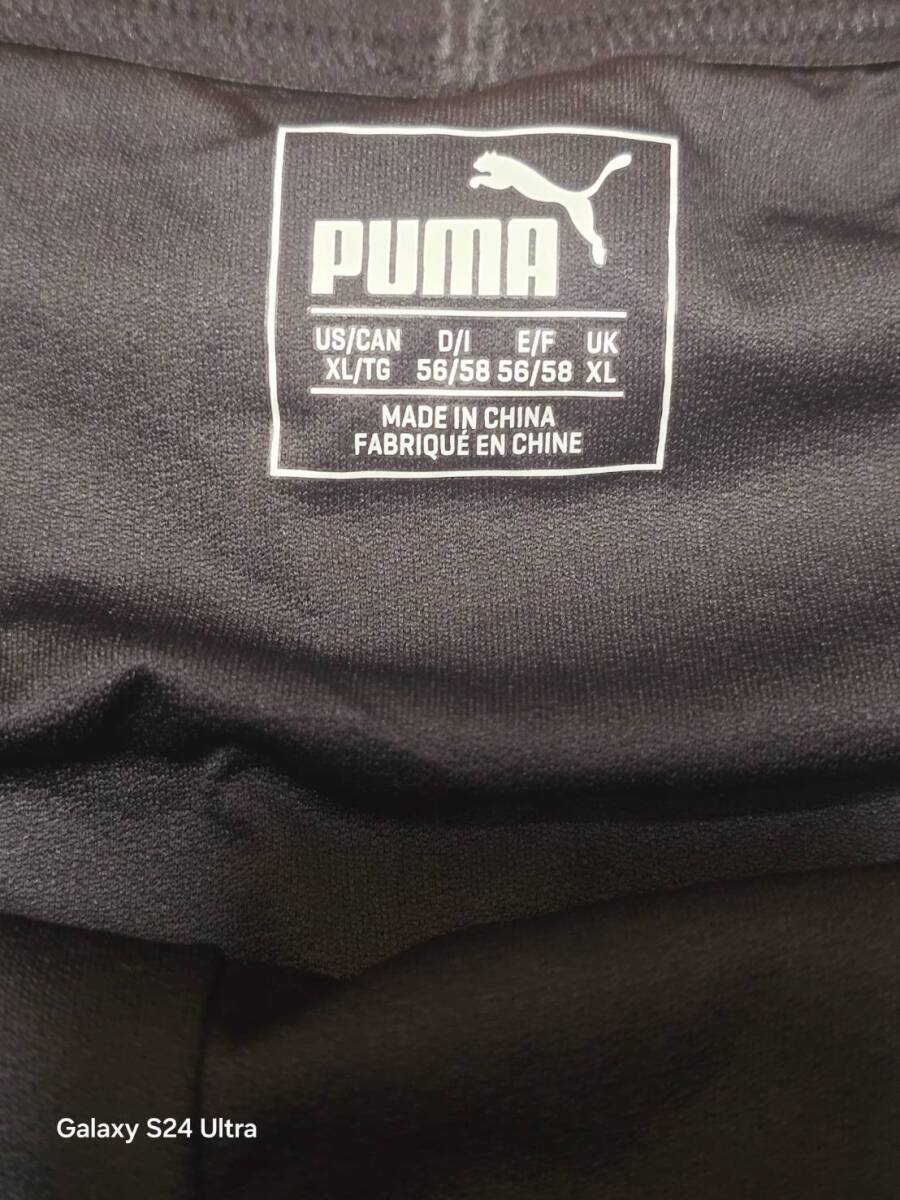 PUMA
US/CAN D/I E/F UK
XL/TG 56/58 56/58 XL
MADE IN CHINA
FABRIQUÉ EN CHINE
Galaxy S24 Ultra